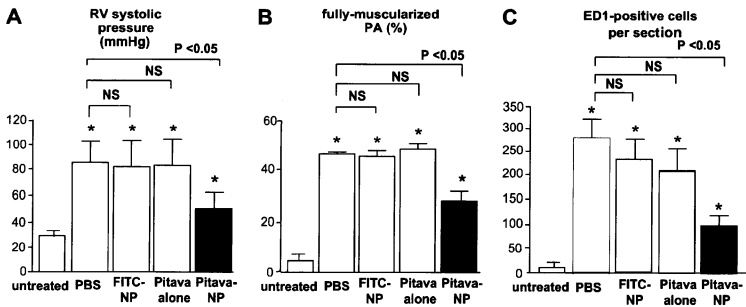 A
RV systolic
pressure
(mmHg)
P <0.05
NS
NS
120
100
80
60
40
20
0
*
*
*
*
untreated
PBS
FITC-
NP
Pitava
alone
Pitava-
NP
B
fully-muscularized
PA (%)
P <0.05
NS
NS
60
40
20
0
*
*
*
*
untreated
PBS
FITC-
NP
Pitava
alone
Pitava-
NP
C
ED1-positive cells
per section
P <0.05
NS
NS
350
300
250
200
150
100
50
0
*
*
*
*
untreated
PBS
FITC-
NP
Pitava
alone
Pitava-
NP